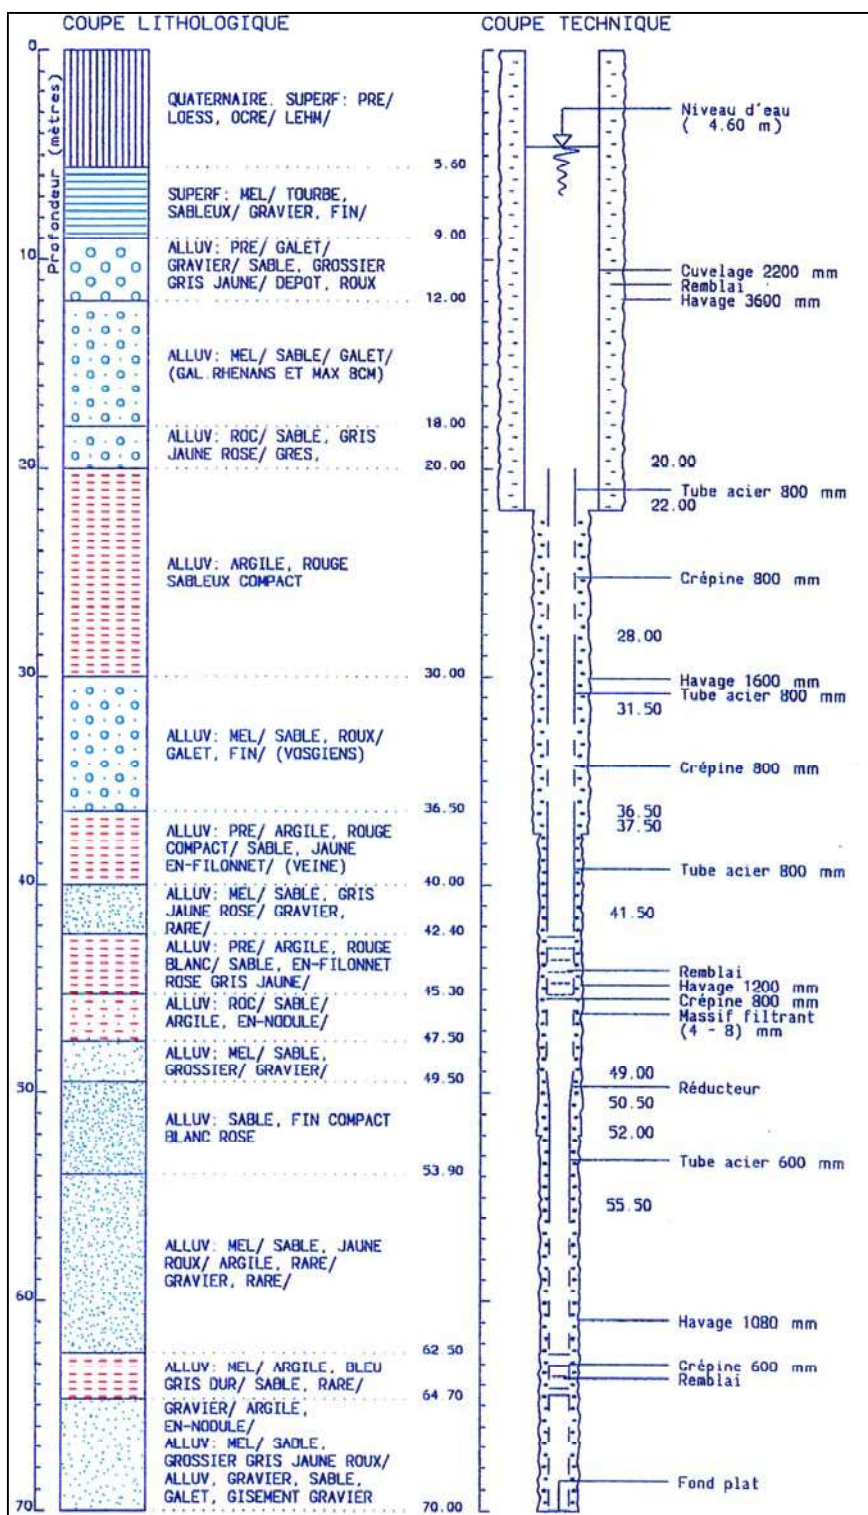 COUPE LITHOLOGIQUE
COUPE TECHNIQUE
Profondeur (mètres)
0
10
20
30
40
50
60
70
QUATERNAIRE. SUPERF: PRE/
LOESS, OCRE/ LEHM/
5.60
SUPERF: MEL/ TOURBE,
SABLEUX/ GRAVIER, FIN/
9.00
ALLUV: PRE/ GALET/
GRAVIER/ SABLE, GROSSIER
GRIS JAUNE/ DEPOT, ROUX
12.00
ALLUV: MEL/ SABLE/ GALET/
(GAL.RHENANS ET MAX 8CM)
18.00
ALLUV: ROC/ SABLE, GRIS
JAUNE ROSE/ GRES,
20.00
ALLUV: ARGILE, ROUGE
SABLEUX COMPACT
30.00
ALLUV: MEL/ SABLE, ROUX/
GALET, FIN/ (VOSGIENS)
36.50
ALLUV: PRE/ ARGILE, ROUGE
COMPACT/ SABLE, JAUNE
EN-FILONNET/ (VEINE)
40.00
ALLUV: MEL/ SABLE, GRIS
JAUNE ROSE/ GRAVIER,
RARE/
42.40
ALLUV: PRE/ ARGILE, ROUGE
BLANC/ SABLE, EN-FILONNET
ROSE GRIS JAUNE/
45.30
ALLUV: ROC/ SABLE/
ARGILE, EN-NODULE/
47.50
ALLUV: MEL/ SABLE,
GROSSIER/ GRAVIER/
49.50
ALLUV: SABLE, FIN COMPACT
BLANC ROSE
53.90
ALLUV: MEL/ SABLE, JAUNE
ROUX/ ARGILE, RARE/
GRAVIER, RARE/
62.50
ALLUV: MEL/ ARGILE, BLEU
GRIS DUR/ SABLE, RARE/
64.70
GRAVIER/ ARGILE,
EN-NODULE/
ALLUV: MEL/ SABLE,
GROSSIER GRIS JAUNE ROUX/
ALLUV, GRAVIER, SABLE,
GALET, GISEMENT GRAVIER
70.00
Niveau d'eau
( 4.60 m)
Cuvelage 2200 mm
Remblai
Havage 3600 mm
20.00
Tube acier 800 mm
22.00
Crépine 800 mm
28.00
Havage 1600 mm
Tube acier 800 mm
31.50
Crépine 800 mm
36.50
37.50
Tube acier 800 mm
41.50
Remblai
Havage 1200 mm
Crépine 800 mm
Massif filtrant
(4 - 8) mm
49.00
Réducteur
50.50
52.00
Tube acier 600 mm
55.50
Havage 1080 mm
Crépine 600 mm
Remblai
Fond plat